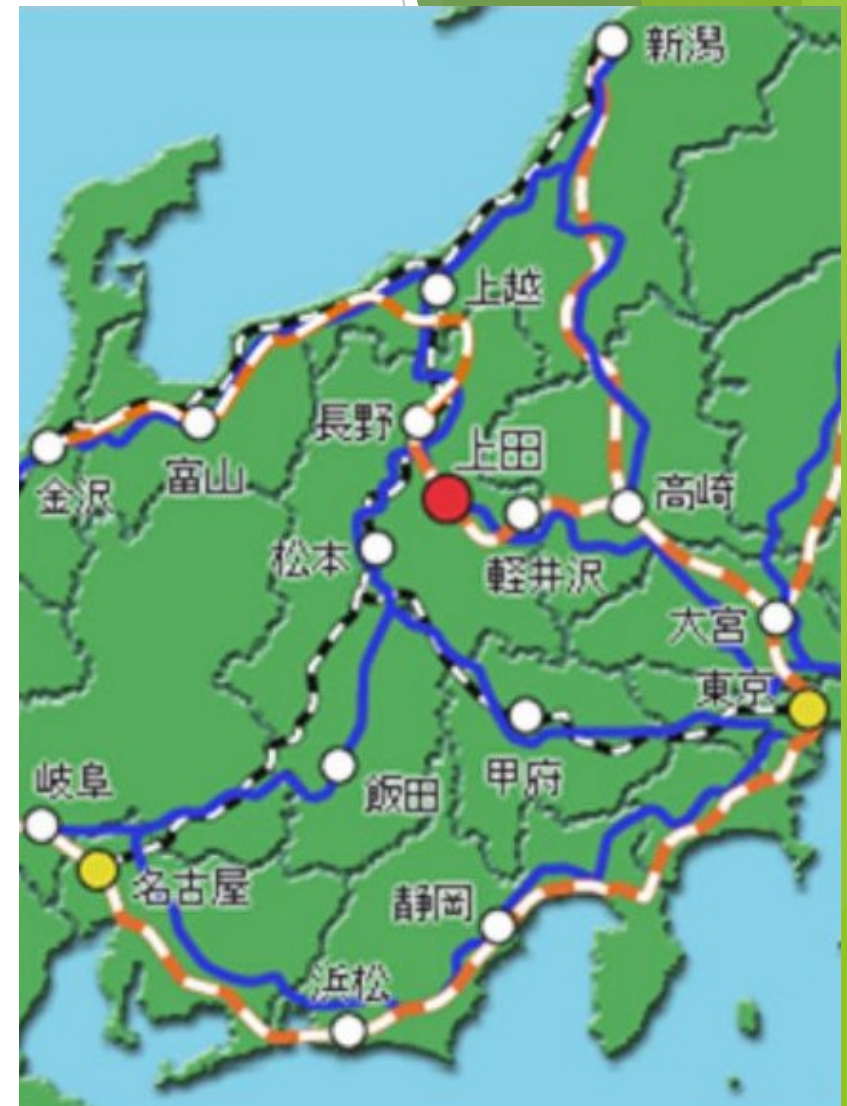 新潟
上越
長野
上田
金沢
富山
高崎
松本
軽井沢
大宮
東京
岐阜
飯田
甲府
名古屋
静岡
浜松